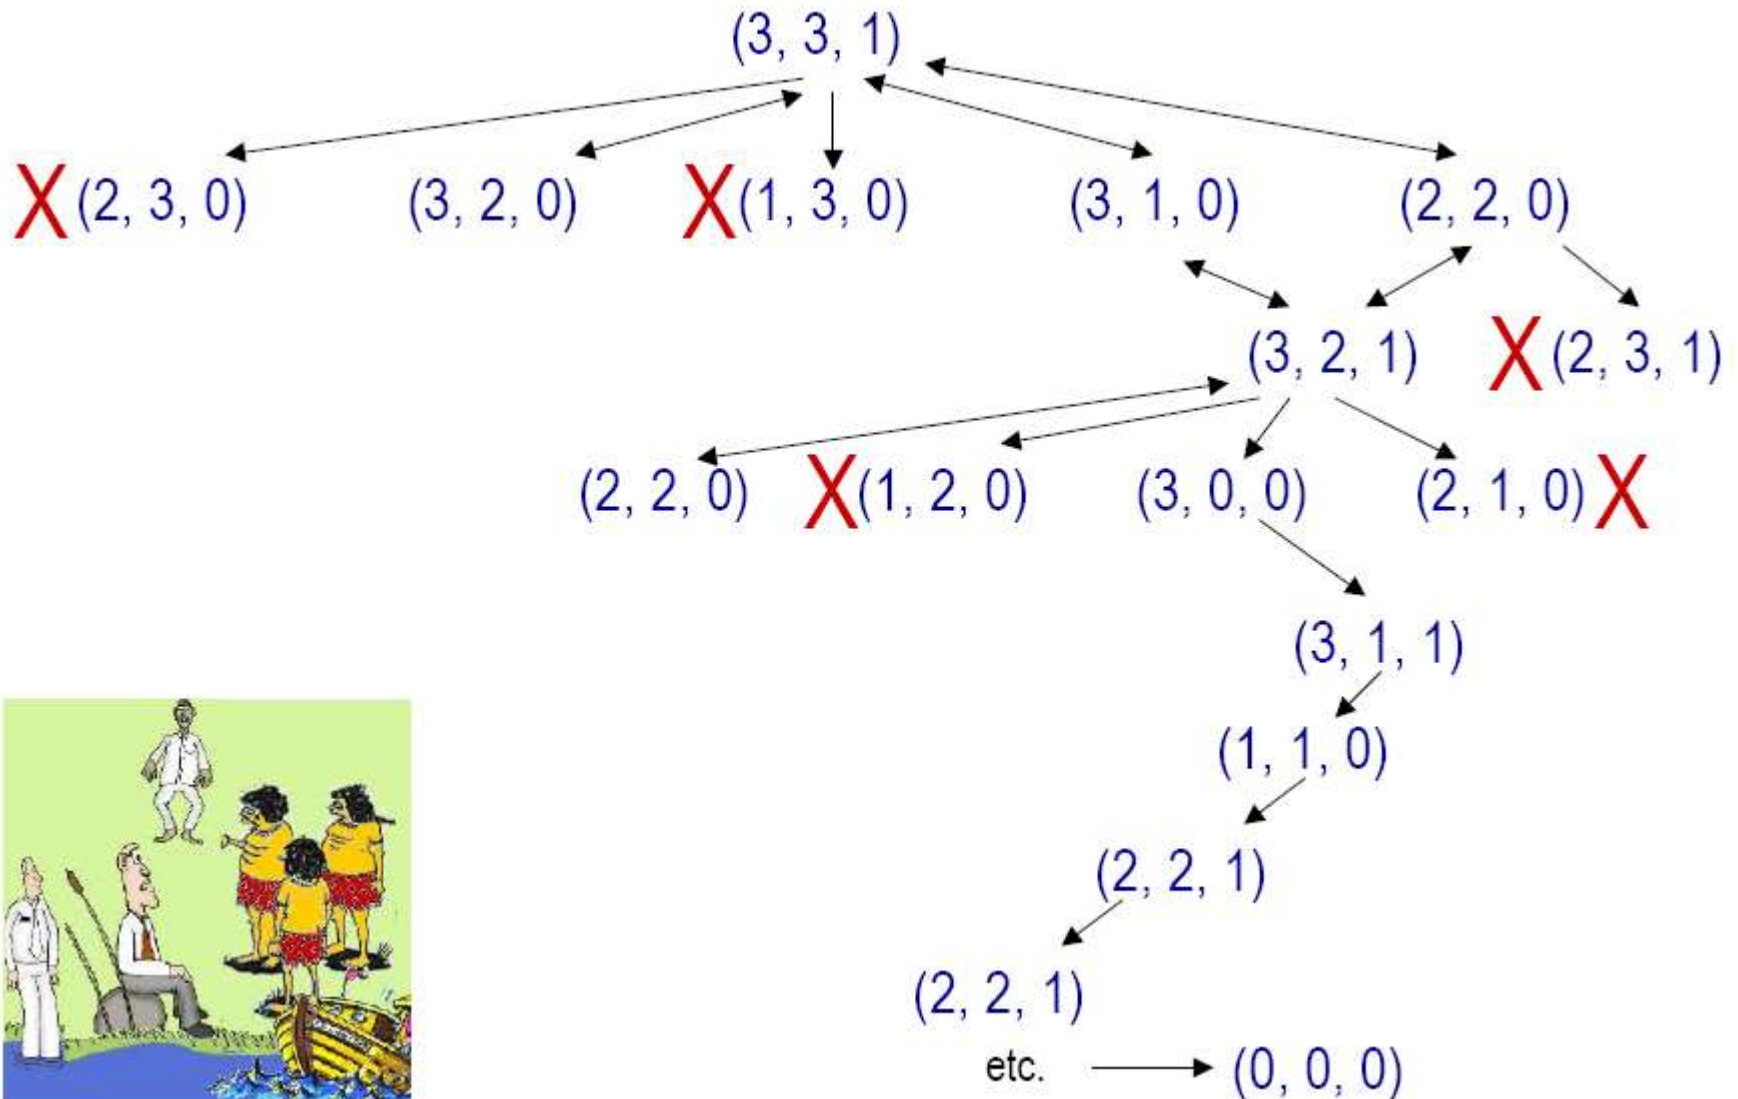 (3, 3, 1)
X (2, 3, 0) (3, 2, 0) X (1, 3, 0) (3, 1, 0) (2, 2, 0)
(3, 2, 1) X (2, 3, 1)
(2, 2, 0) X (1, 2, 0) (3, 0, 0) (2, 1, 0) X
(3, 1, 1)
(1, 1, 0)
(2, 2, 1)
(2, 2, 1)
etc. (0, 0, 0)